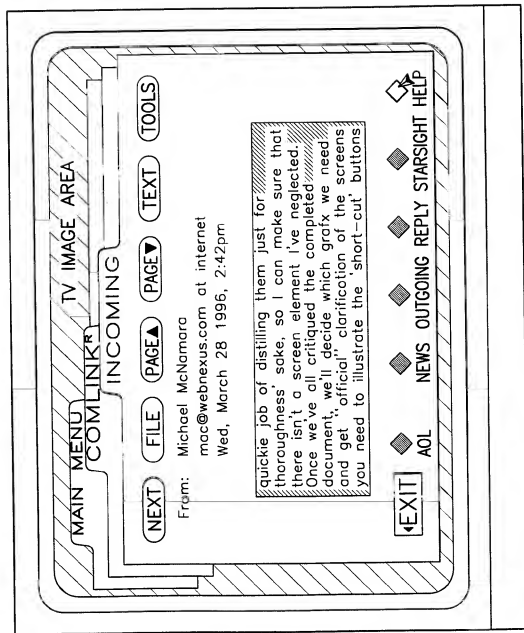 TV IMAGE AREA
MAIN MENU
COMLINKR
INCOMING
NEXT FILE PAGE▲ PAGE▼ TEXT TOOLS
From: Michael McNamara
mac@webnexus.com at internet
Wed, March 28 1996, 2:42pm
quickie job of distilling them just for
thoroughness' sake, so I can make sure that
there isn't a screen element I've neglected.
Once we've all critiqued the completed
document, we'll decide which grafx we need
and get "official" clarification of the screens
you need to illustrate the 'short-cut' buttons
◀EXIT AOL NEWS OUTGOING REPLY STARSIGHT HELP